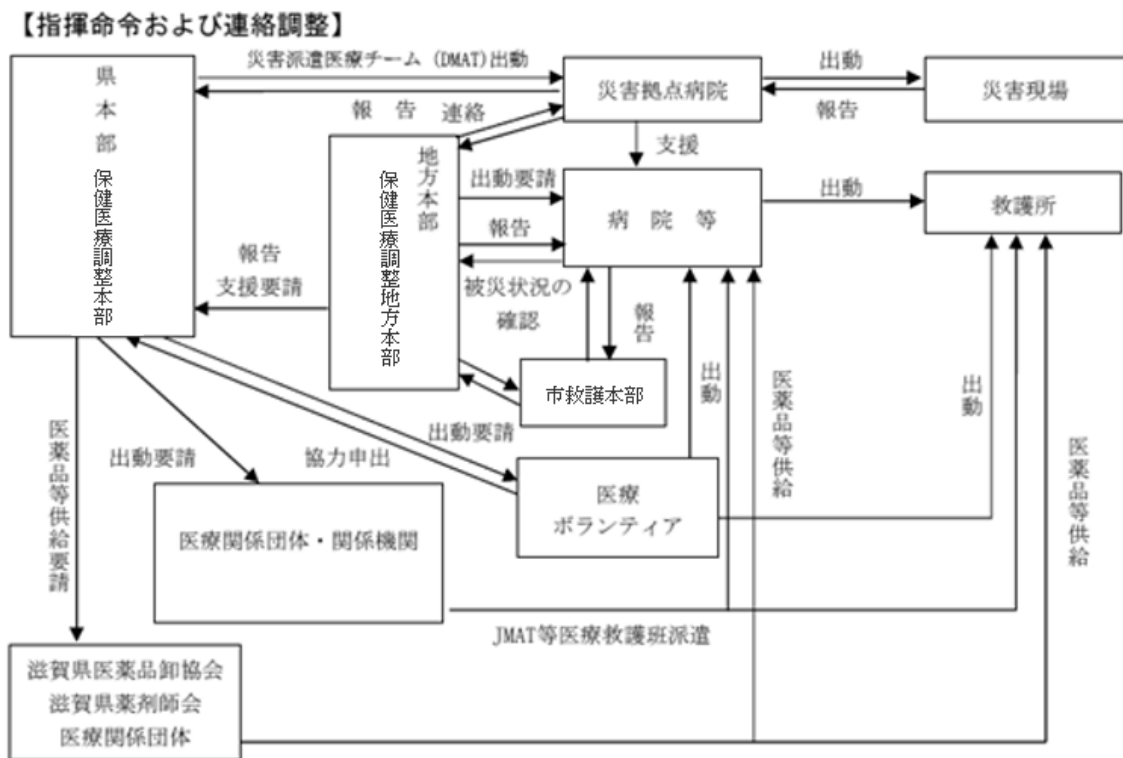 【指揮命令および連絡調整】
県本部
保健医療調整本部
災害派遣医療チーム(DMAT)出動
報告
連絡
災害拠点病院
出動
報告
災害現場
地方本部
保健医療調整地方本部
支援
出動要請
病院等
出動
救護所
報告
報告
支援要請
被災状況の
確認
報告
市救護本部
出動
医薬品等供給
出動
医薬品等供給
医薬品等供給要請
出動要請
協力申出
出動要請
医療
ボランティア
医療関係団体・関係機関
JMAT等医療救護班派遣
滋賀県医薬品卸協会
滋賀県薬剤師会
医療関係団体